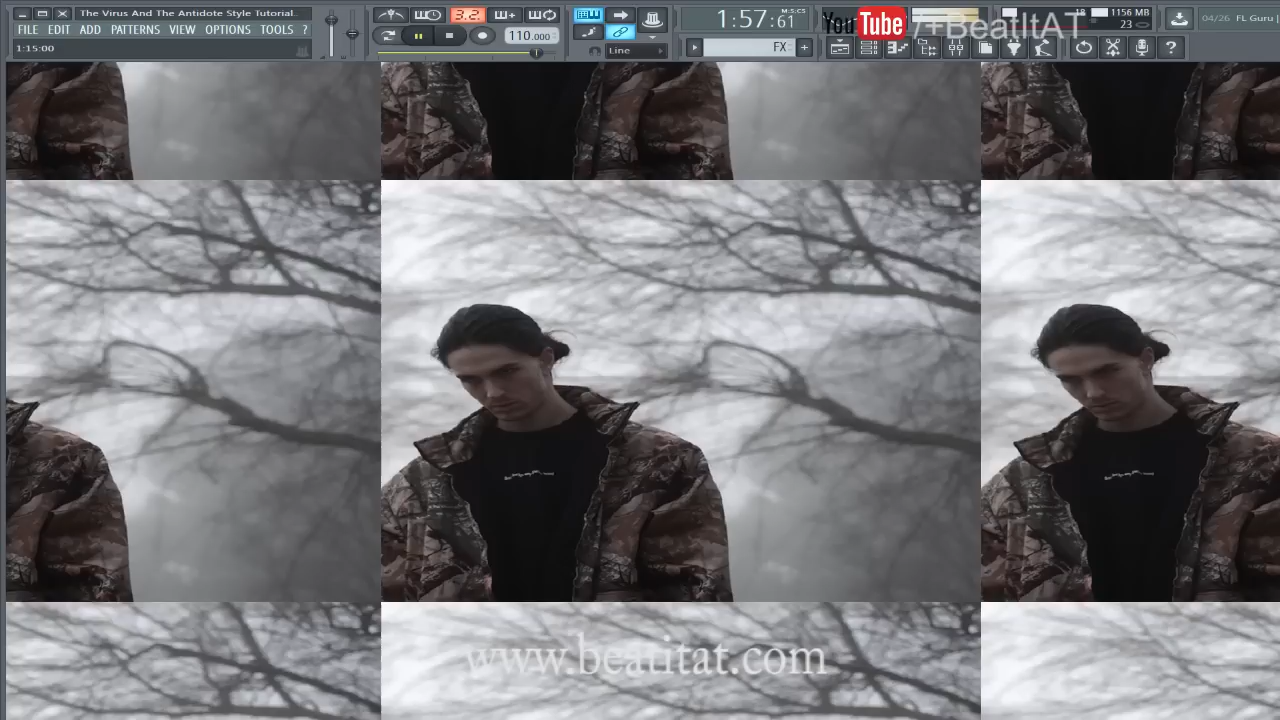 The Virus And The Antidote Style Tutorial..
FILE EDIT ADD PATTERNS VIEW OPTIONS TOOLS ?
1:15:00
3.2.
110.000
Line
1:57:61
M:S:CS
FX:
YouTube /+BeatItAT
18
1156 MB
23
04/26 FL Guru |
?
www.beatitat.com